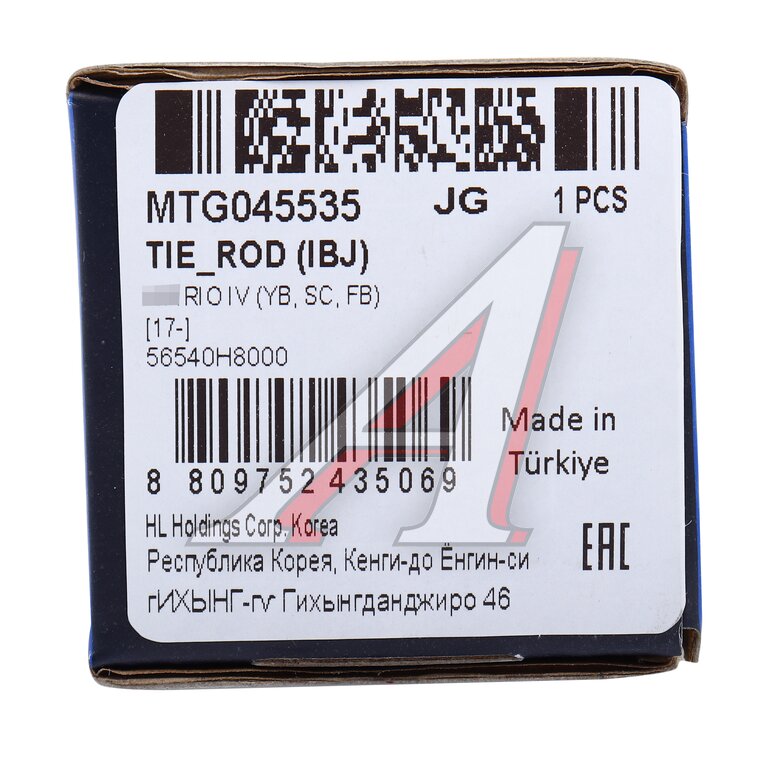 MTG045535 JG 1 PCS
TIE_ROD (IBJ)
RIO IV (YB, SC, FB)
[17-]
56540H8000
8 809752 435069
Made in
Türkiye
HL Holdings Corp. Korea
Республика Корея, Кенги-до Ёнгин-си
гИХЫНГ-гу Гихынгданджиро 46
EAC